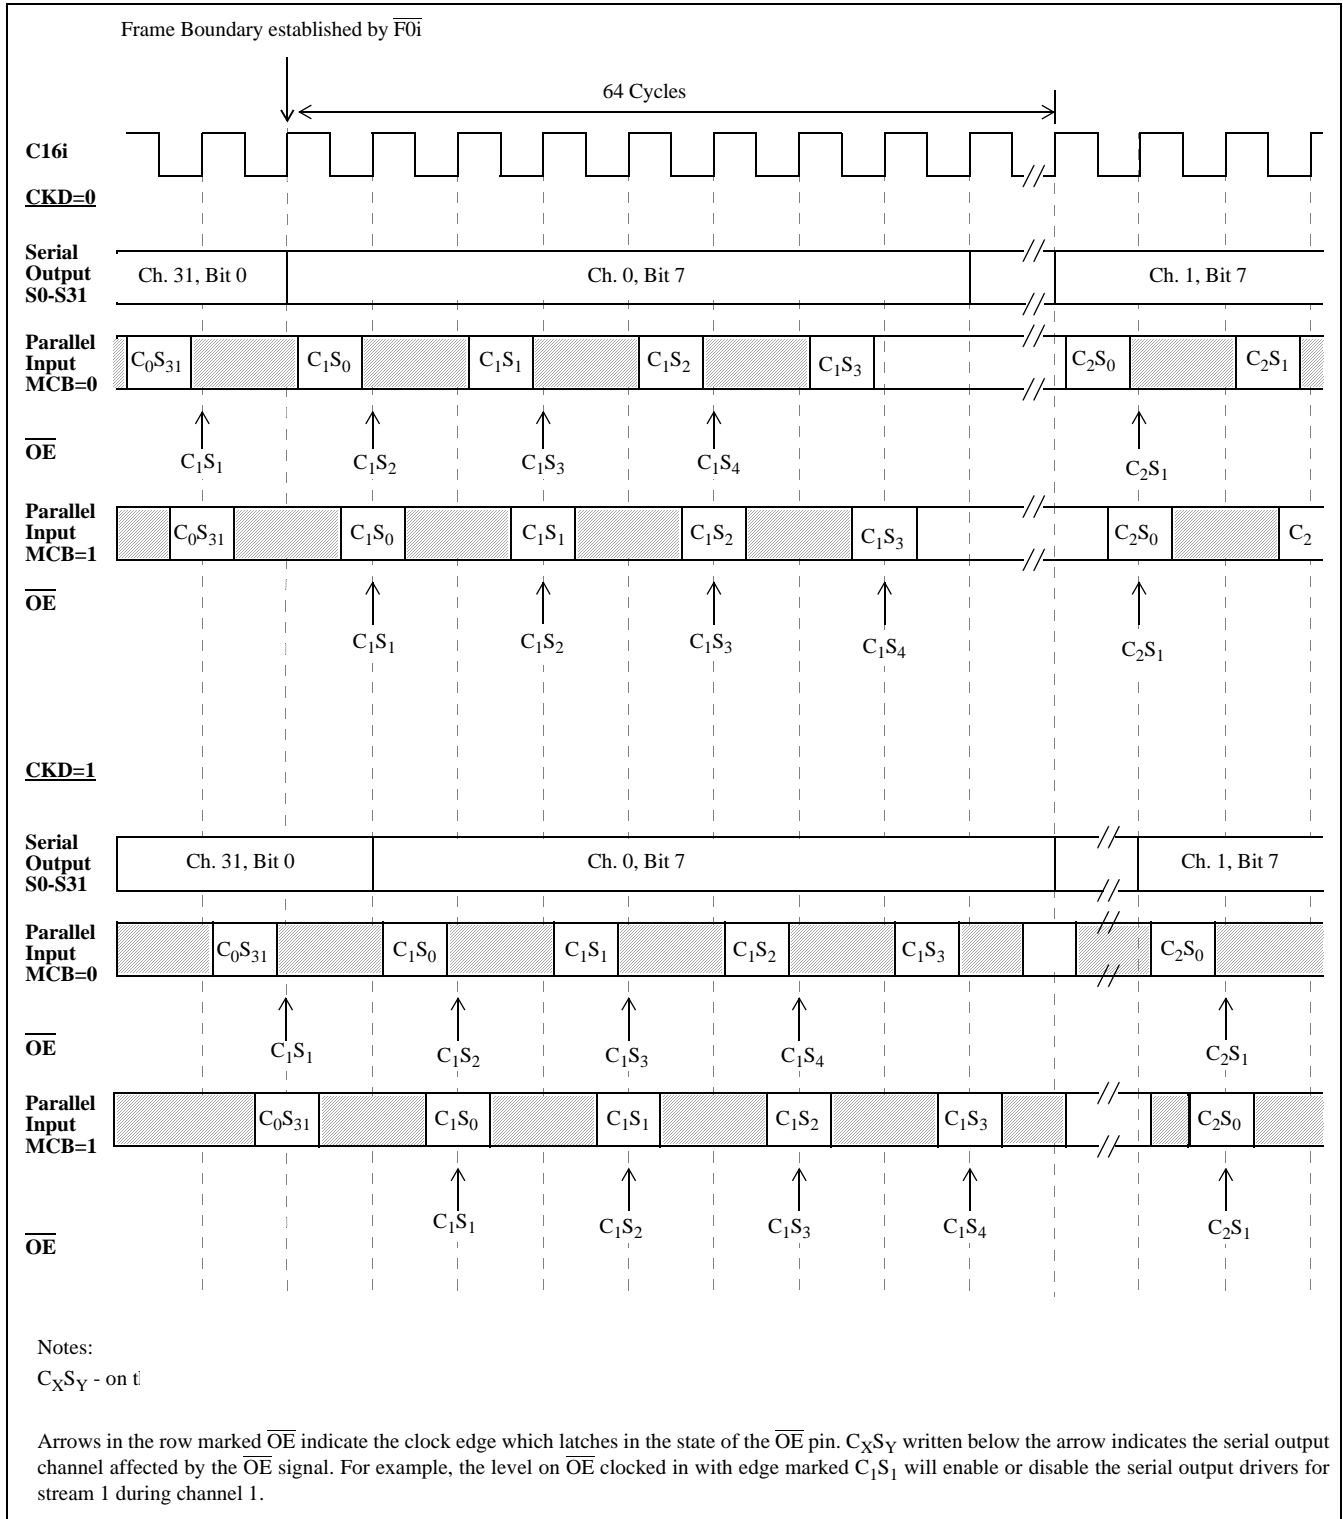 Frame Boundary established by F0i
64 Cycles
C16i
CKD=0
Serial
Output
S0-S31
Ch. 31, Bit 0 Ch. 0, Bit 7 Ch. 1, Bit 7
Parallel
Input
MCB=0
C0S31 C1S0 C1S1 C1S2 C1S3 C2S0 C2S1
OE
C1S1 C1S2 C1S3 C1S4 C2S1
Parallel
Input
MCB=1
C0S31 C1S0 C1S1 C1S2 C1S3 C2S0 C2
OE
C1S1 C1S2 C1S3 C1S4 C2S1
CKD=1
Serial
Output
S0-S31
Ch. 31, Bit 0 Ch. 0, Bit 7 Ch. 1, Bit 7
Parallel
Input
MCB=0
C0S31 C1S0 C1S1 C1S2 C1S3 C2S0
OE
C1S1 C1S2 C1S3 C1S4 C2S1
Parallel
Input
MCB=1
C0S31 C1S0 C1S1 C1S2 C1S3 C2S0
OE
C1S1 C1S2 C1S3 C1S4 C2S1
Notes:
CXSY - on
Arrows in the row marked OE indicate the clock edge which latches in the state of the OE pin. CXSY written below the arrow indicates the serial output
channel affected by the OE signal. For example, the level on OE clocked in with edge marked C1S1 will enable or disable the serial output drivers for
stream 1 during channel 1.